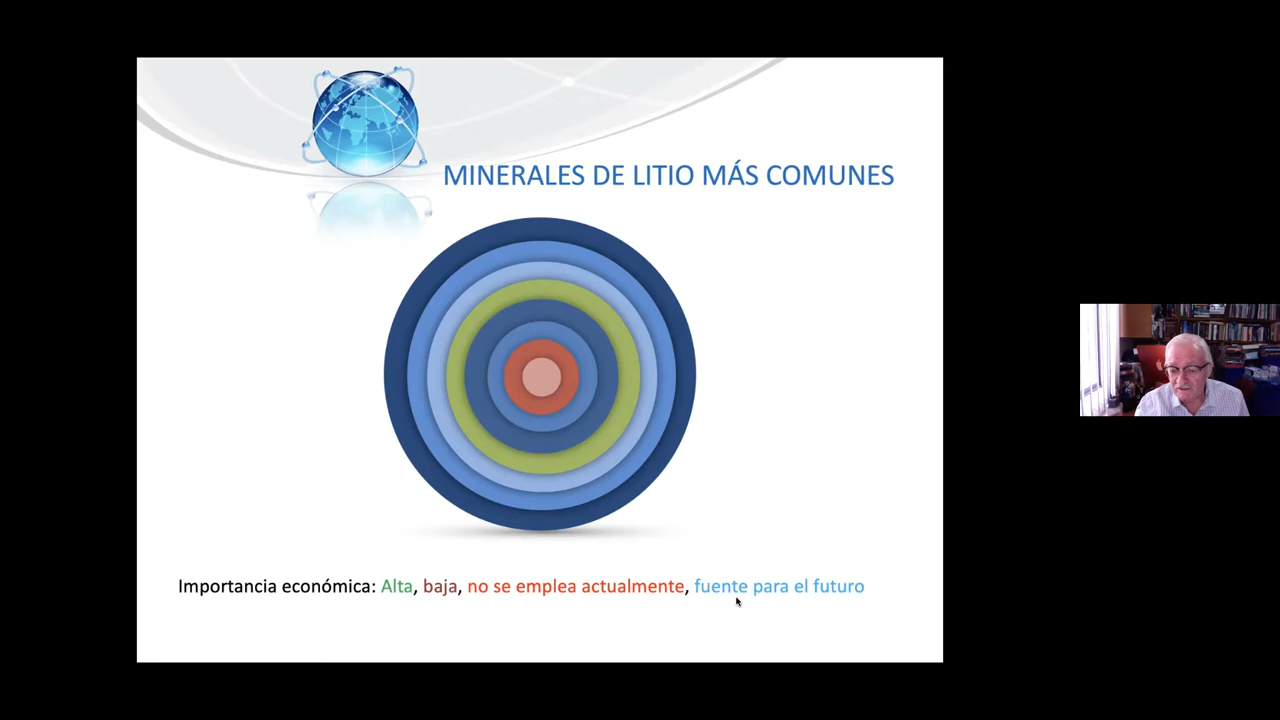 MINERALES DE LITIO MÁS COMUNES
Importancia económica: Alta, baja, no se emplea actualmente, fuente para el futuro